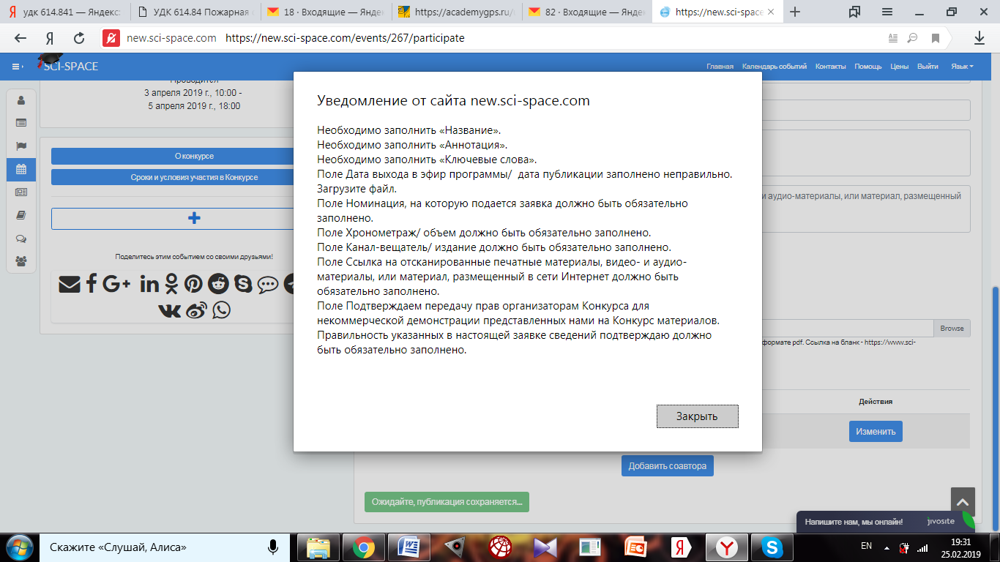 удк 614.841 — Яндекс:
УДК 614.84 Пожарная
18 · Входящие — Янде
https://academygps.ru/
82 · Входящие — Янде
https://new.sci-space
new.sci-space.com https://new.sci-space.com/events/267/participate
SCI-SPACE
Главная Календарь событий Контакты Помощь Цены Выйти Язык
Проводится
3 апреля 2019 г., 10:00 -
5 апреля 2019 г., 18:00
О конкурсе
Сроки и условия участия в Конкурсе
Поделитесь этим событием со своими друзьями!
Уведомление от сайта new.sci-space.com
Необходимо заполнить «Название».
Необходимо заполнить «Аннотация».
Необходимо заполнить «Ключевые слова».
Поле Дата выхода в эфир программы/ дата публикации заполнено неправильно.
Загрузите файл.
Поле Номинация, на которую подается заявка должно быть обязательно
заполнено.
Поле Хронометраж/ объем должно быть обязательно заполнено.
Поле Канал-вещатель/ издание должно быть обязательно заполнено.
Поле Ссылка на отсканированные печатные материалы, видео- и аудио-
материалы, или материал, размещенный в сети Интернет должно быть
обязательно заполнено.
Поле Подтверждаем передачу прав организаторам Конкурса для
некоммерческой демонстрации представленных нами на Конкурс материалов.
Правильность указанных в настоящей заявке сведений подтверждаю должно
быть обязательно заполнено.
Закрыть
и аудио-материалы, или материал, размещенный
Browse
формате pdf. Ссылка на бланк - https://www.sci-
Действия
Изменить
Добавить соавтора
Ожидайте, публикация сохраняется...
Напишите нам, мы онлайн! jivosite
Скажите «Слушай, Алиса»
EN
19:31
25.02.2019